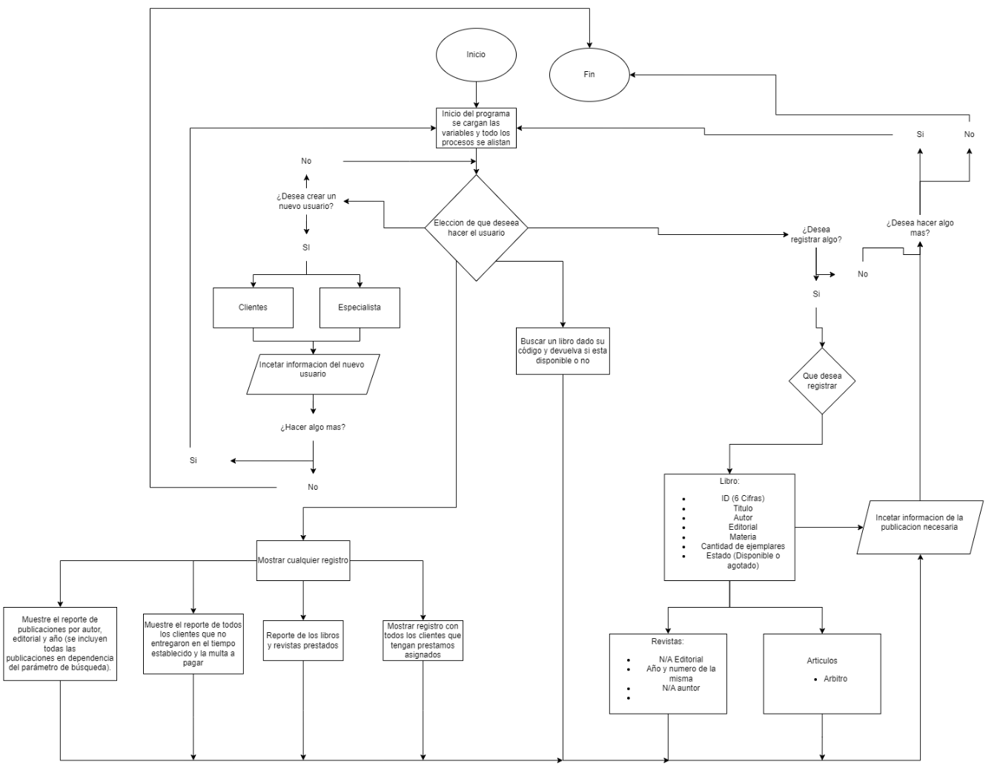 Inicio
Fin
Inicio del programa
se cargan las
variables y todo los
procesos se alistan
Si
No
No
¿Desea crear un
nuevo usuario?
SI
Eleccion de que deseea
hacer el usuario
¿Desea
registrar algo?
¿Desea hacer algo
mas?
No
Si
Clientes
Especialista
Buscar un libro dado su
código y devuelva si esta
disponible o no
Incetar informacion del nuevo
usuario
Que desea
registrar
¿Hacer algo mas?
Si
No
Libro:
ID (6 Cifras)
Titulo
Autor
Editorial
Materia
Cantidad de ejemplares
Estado (Disponible o
agotado)
Incetar informacion de la
publicacion necesaria
Mostrar cualquier registro
Muestre el reporte de
publicaciones por autor,
editorial y año (se incluyen
todas las
publicaciones en dependencia
del parámetro de búsqueda).
Muestre el reporte de todos
los clientes que no
entregaron en el tiempo
establecido y la multa a
pagar
Reporte de los libros
y revistas prestados
Mostrar registro con
todos los clientes que
tengan prestamos
asignados
Revistas:
N/A Editorial
Año y numero de la
misma
N/A auntor
Articulos
Arbitro